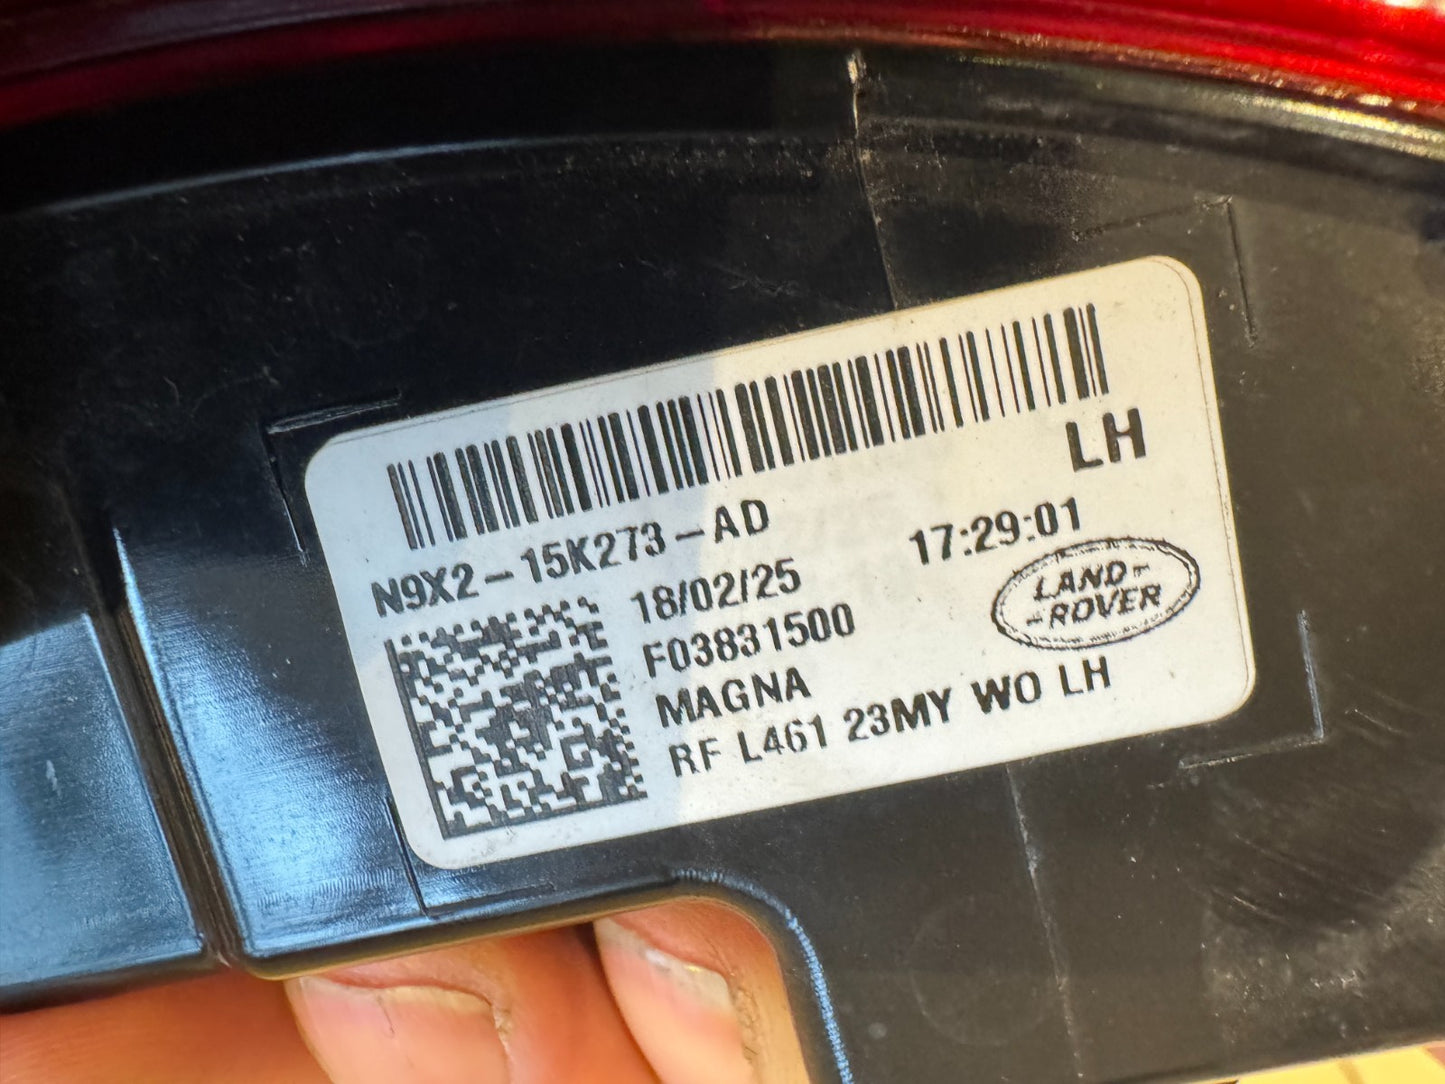 LH
N9X2-15K273-AD
18/02/25 17:29:01
F03831500
LAND-
-ROVER
MAGNA
RF L461 23MY WO LH